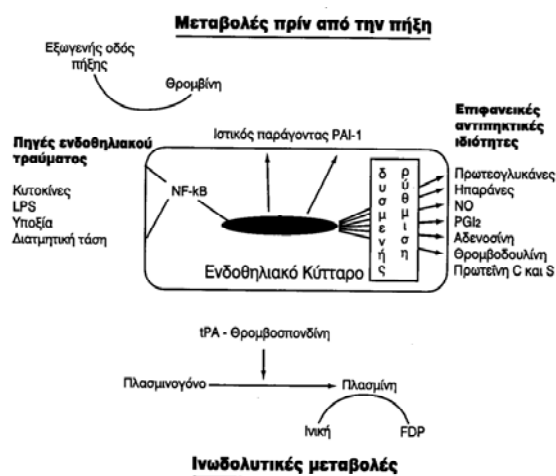 Μεταβολές πρίν από την πήξη
Εξωγενής οδός
πήξης
Θρομβίνη
Πηγές ενδοθηλιακού
τραύματος
Κυτοκίνες
LPS
Υποξία
Διατμητική τάση
Ιστικός παράγοντας PAI-1
NF-kB
Ενδοθηλιακό Κύτταρο
δυσμενής
ρύθμιση
Επιφανεικές
αντιπηκτικές
ιδιότητες
Πρωτεογλυκάνες
Ηπαράνες
NO
PGI₂
Αδενοσίνη
Θρομβοδουλίνη
Πρωτεΐνη C και S
tPA - Θρομβοσπονδίνη
Πλασμινογόνο
Πλασμίνη
Ινική
FDP
Ινωδολυτικές μεταβολές